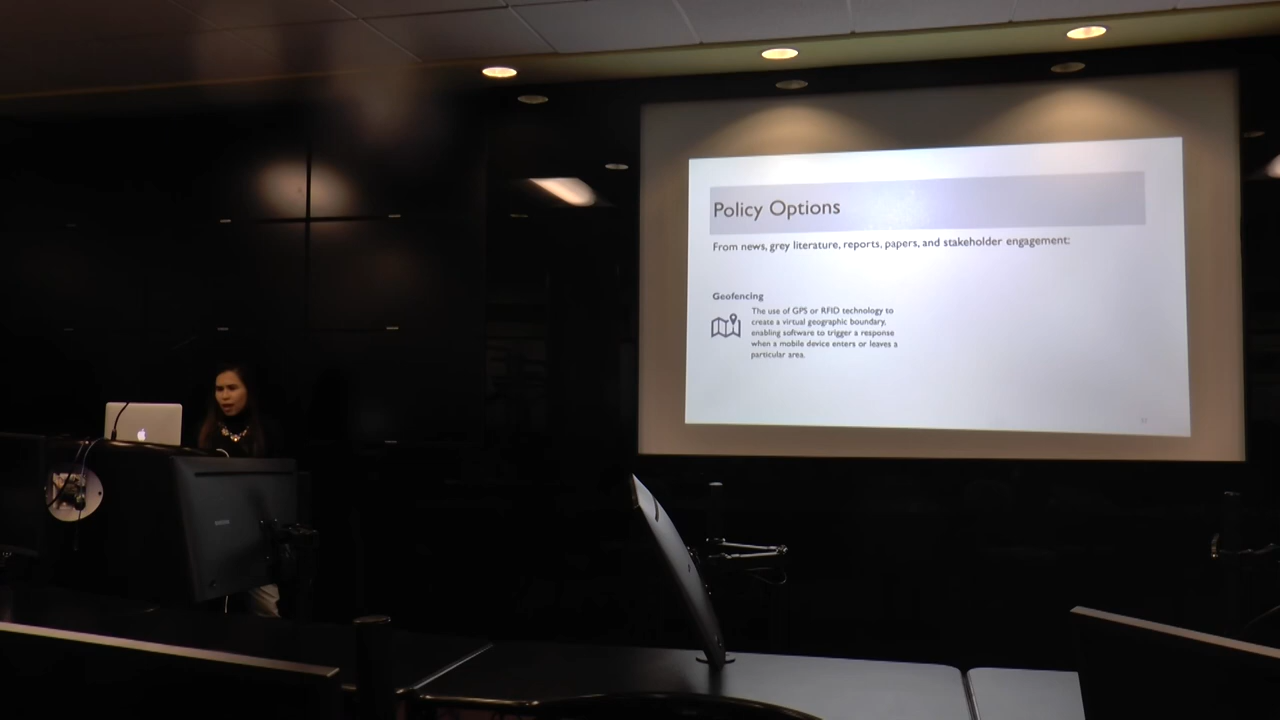 Policy Options
From news, grey literature, reports, papers, and stakeholder engagement:
Geofencing
The use of GPS or RFID technology to
create a virtual geographic boundary,
enabling software to trigger a response
when a mobile device enters or leaves a
particular area.